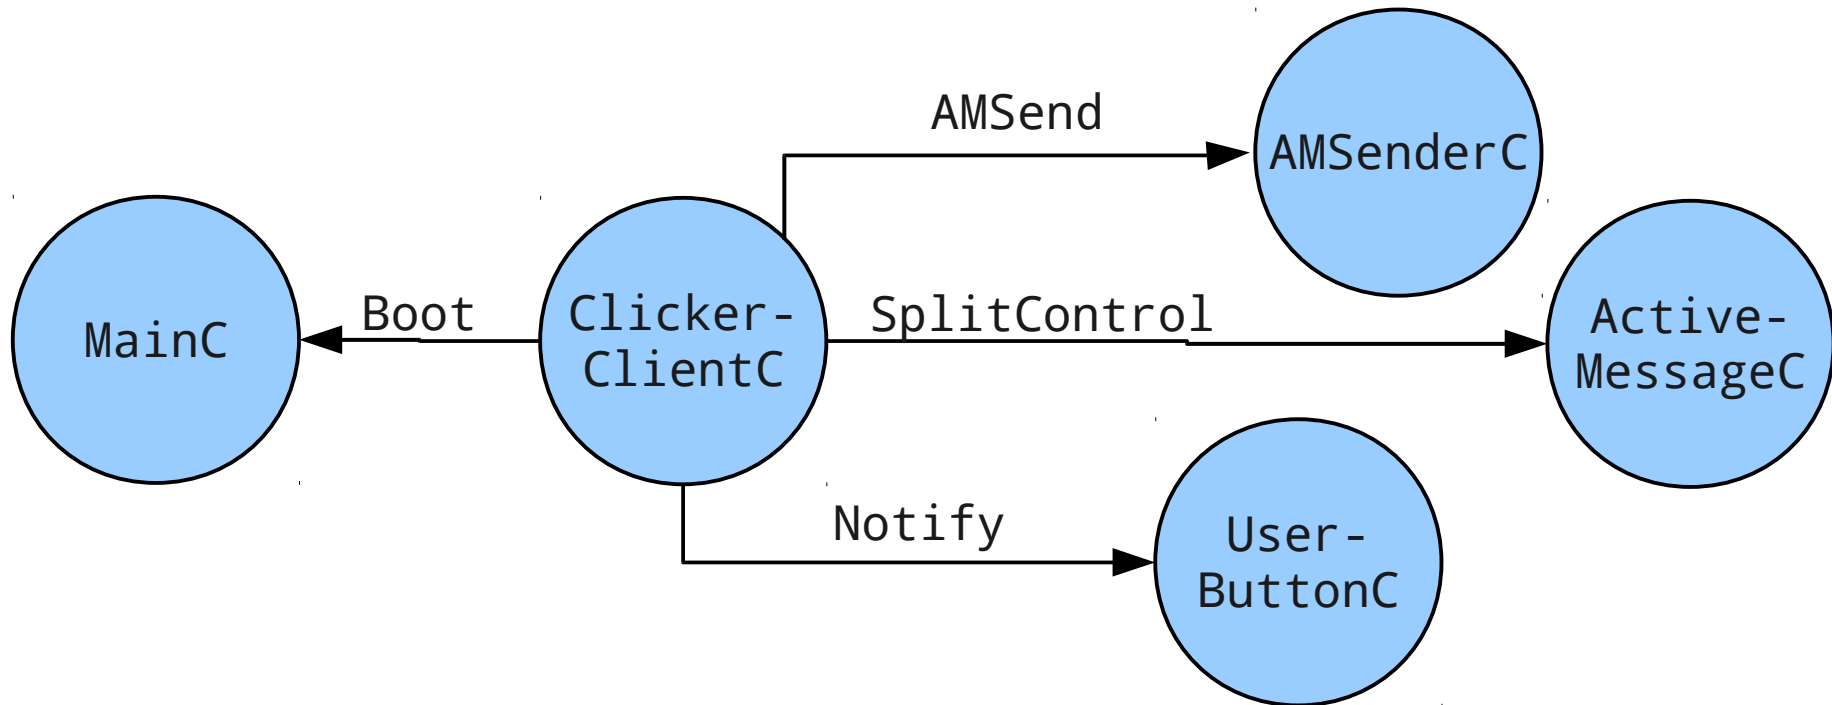 AMSend
AMSenderC
MainC
Boot
Clicker-
ClientC
SplitControl
Active-
MessageC
Notify
User-
ButtonC